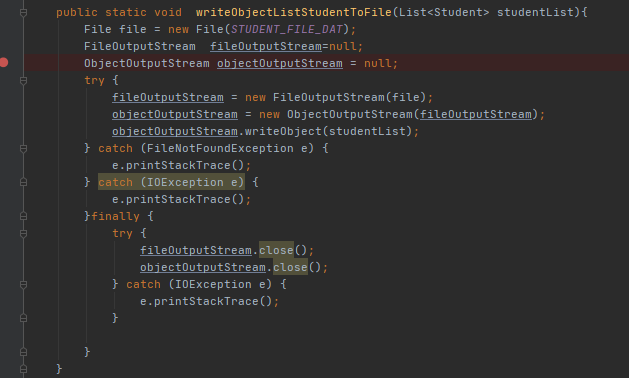 public static void  writeObjectListStudentToFile(List<Student> studentList){
    File file = new File(STUDENT_FILE_DAT);
    FileOutputStream  fileOutputStream=null;
    ObjectOutputStream objectOutputStream = null;
    try {
        fileOutputStream = new FileOutputStream(file);
        objectOutputStream = new ObjectOutputStream(fileOutputStream);
        objectOutputStream.writeObject(studentList);
    } catch (FileNotFoundException e) {
        e.printStackTrace();
    } catch (IOException e) {
        e.printStackTrace();
    }finally {
        try {
            fileOutputStream.close();
            objectOutputStream.close();
        } catch (IOException e) {
            e.printStackTrace();
        }
    }
}